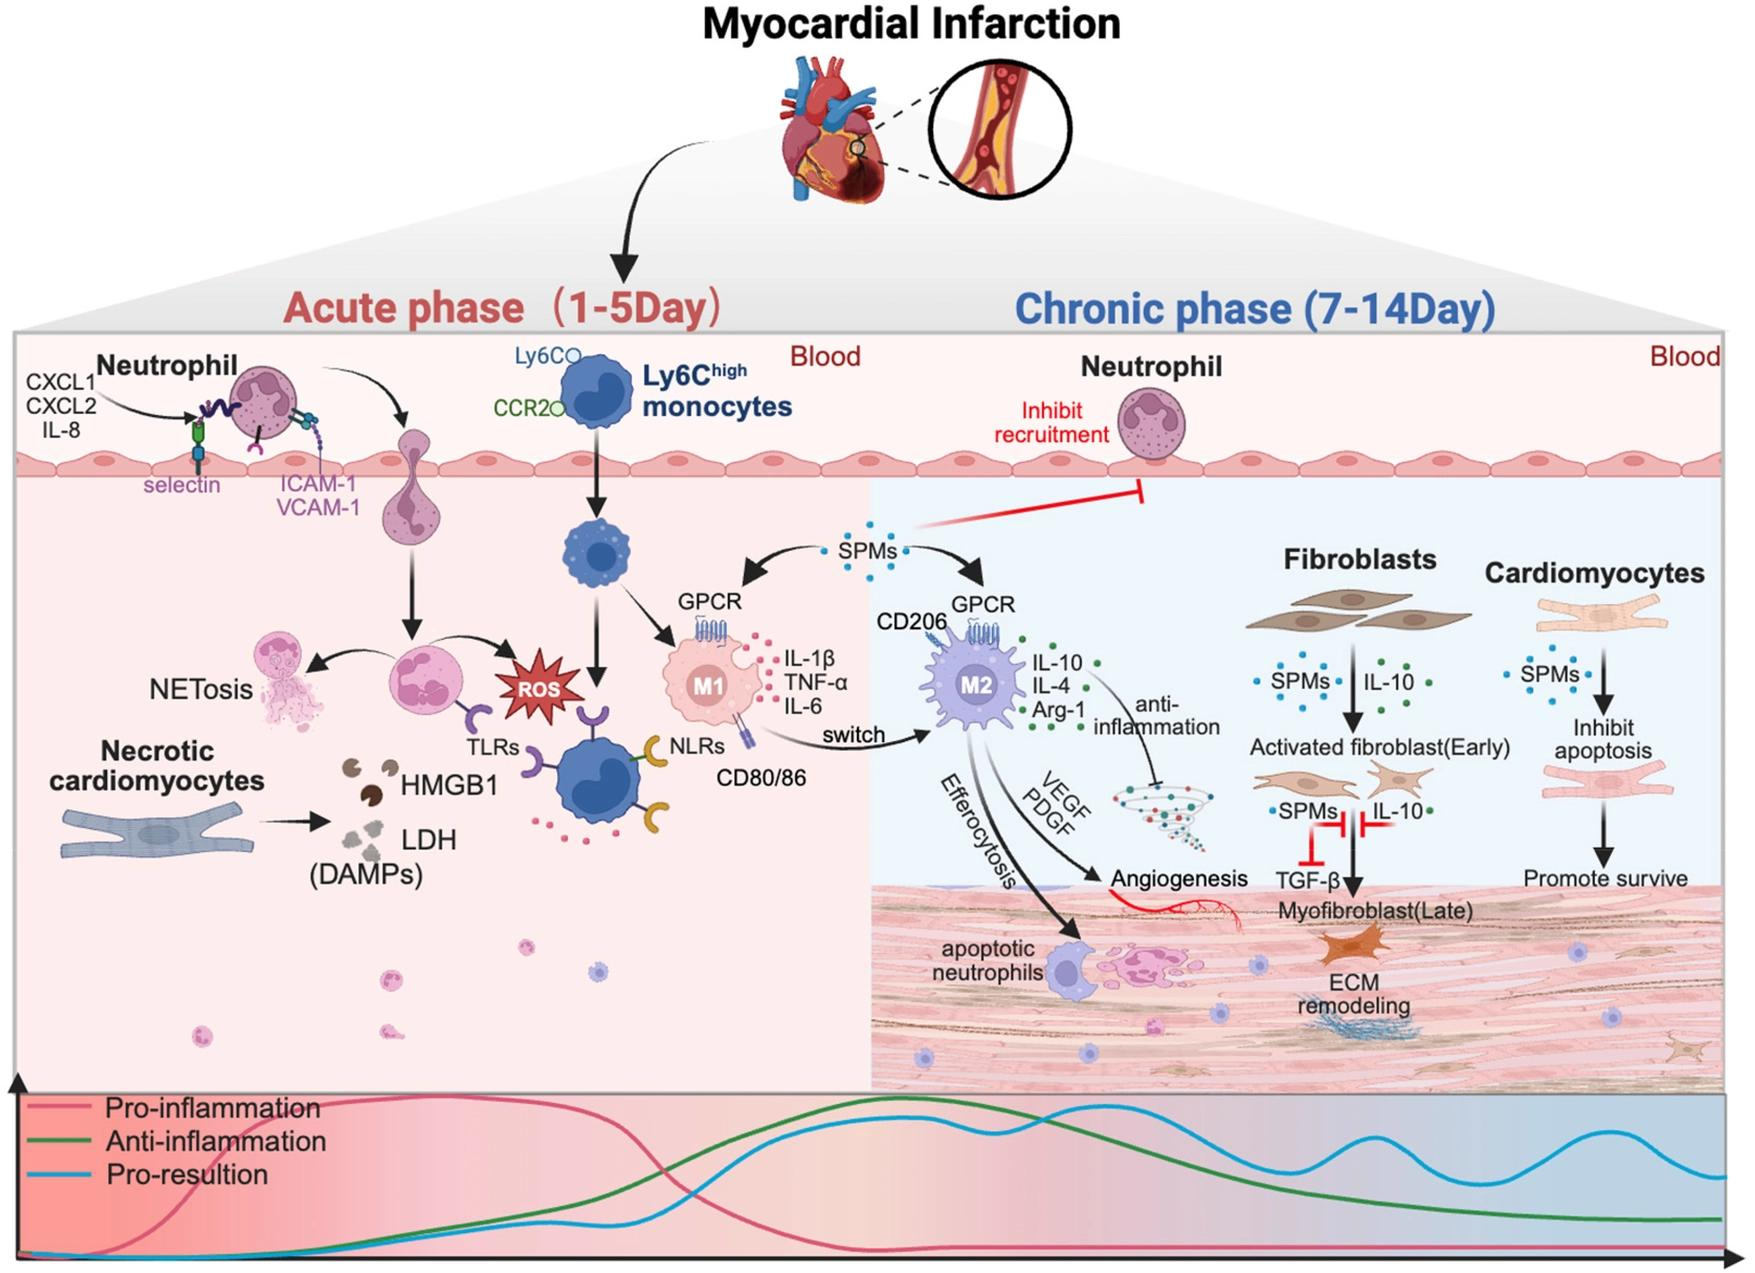 Myocardial Infarction
Acute phase (1-5Day)
Chronic phase (7-14Day)
Neutrophil
CXCL1
CXCL2
IL-8
selectin
ICAM-1
VCAM-1
Ly6C
CCR2
Ly6Chigh
monocytes
Blood
Neutrophil
Inhibit
recruitment
Blood
NETosis
ROS
TLRs
NLRs
Necrotic
cardiomyocytes
HMGB1
LDH
(DAMPs)
SPMs
GPCR
M1
IL-1β
TNF-α
IL-6
CD80/86
switch
CD206
GPCR
M2
IL-10
IL-4
Arg-1
anti-
inflammation
Efferocytosis
VEGF
PDGF
Angiogenesis
apoptotic
neutrophils
Fibroblasts
SPMs
IL-10
Activated fibroblast(Early)
SPMs
IL-10
TGF-β
Myofibroblast(Late)
ECM
remodeling
Cardiomyocytes
SPMs
Inhibit
apoptosis
Promote survive
Pro-inflammation
Anti-inflammation
Pro-resultion